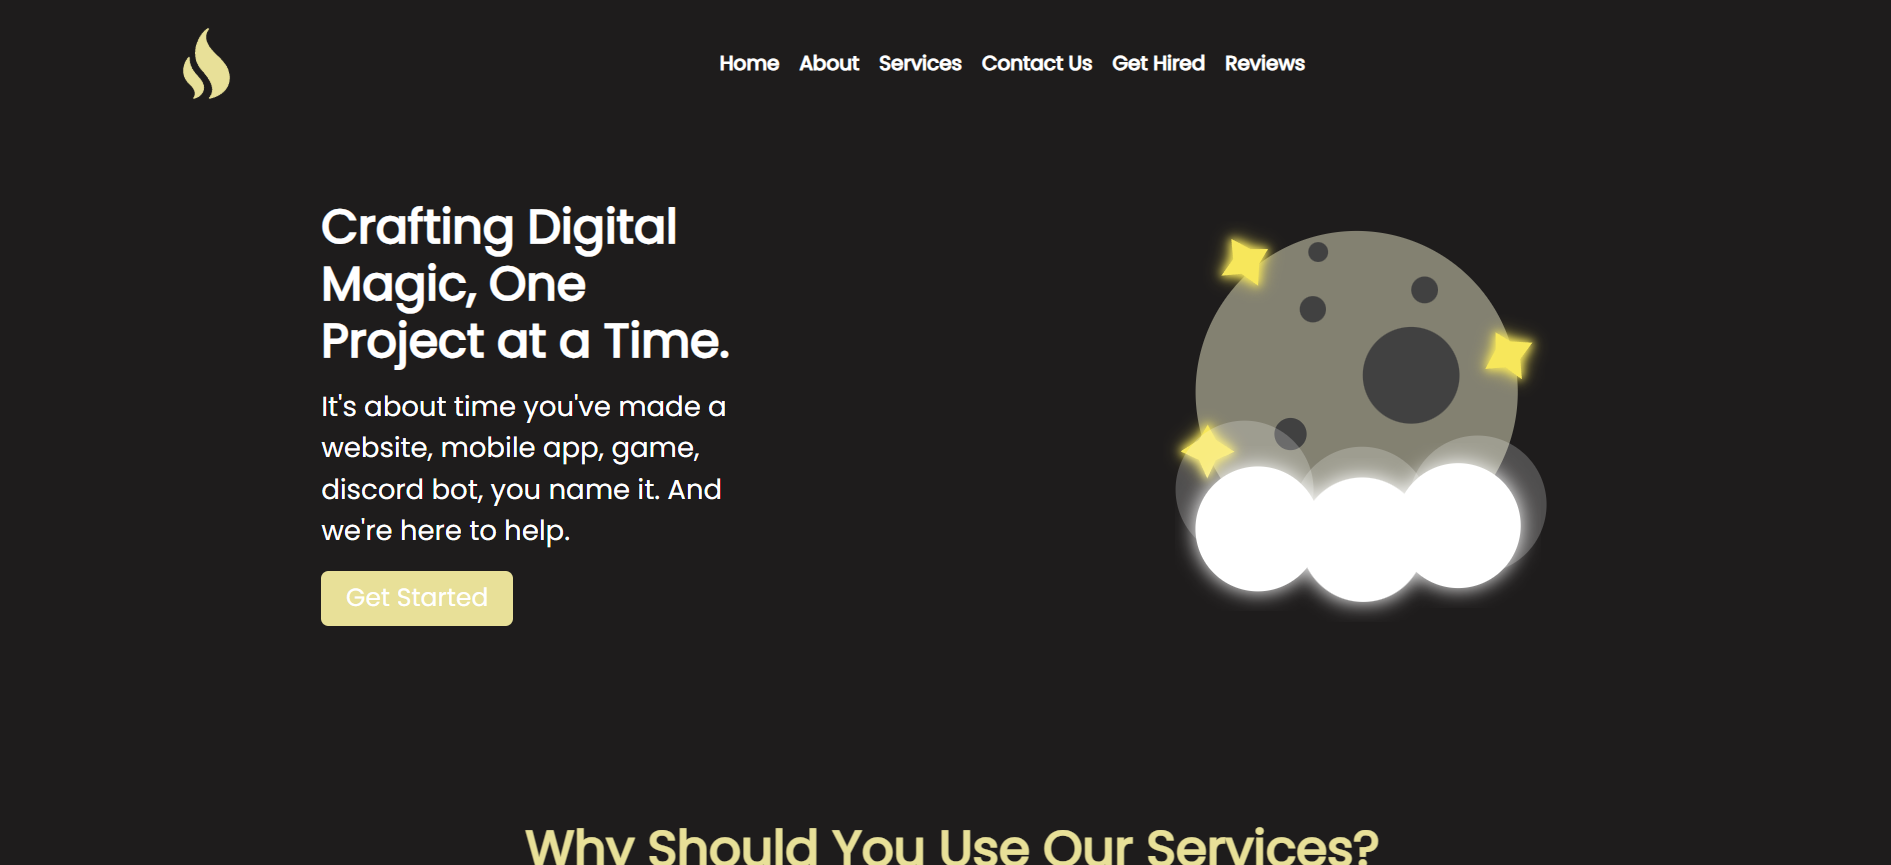 Home About Services Contact Us Get Hired Reviews
Crafting Digital
Magic, One
Project at a Time.
It's about time you've made a
website, mobile app, game,
discord bot, you name it. And
we're here to help.
Get Started
Why Should You Use Our Services?